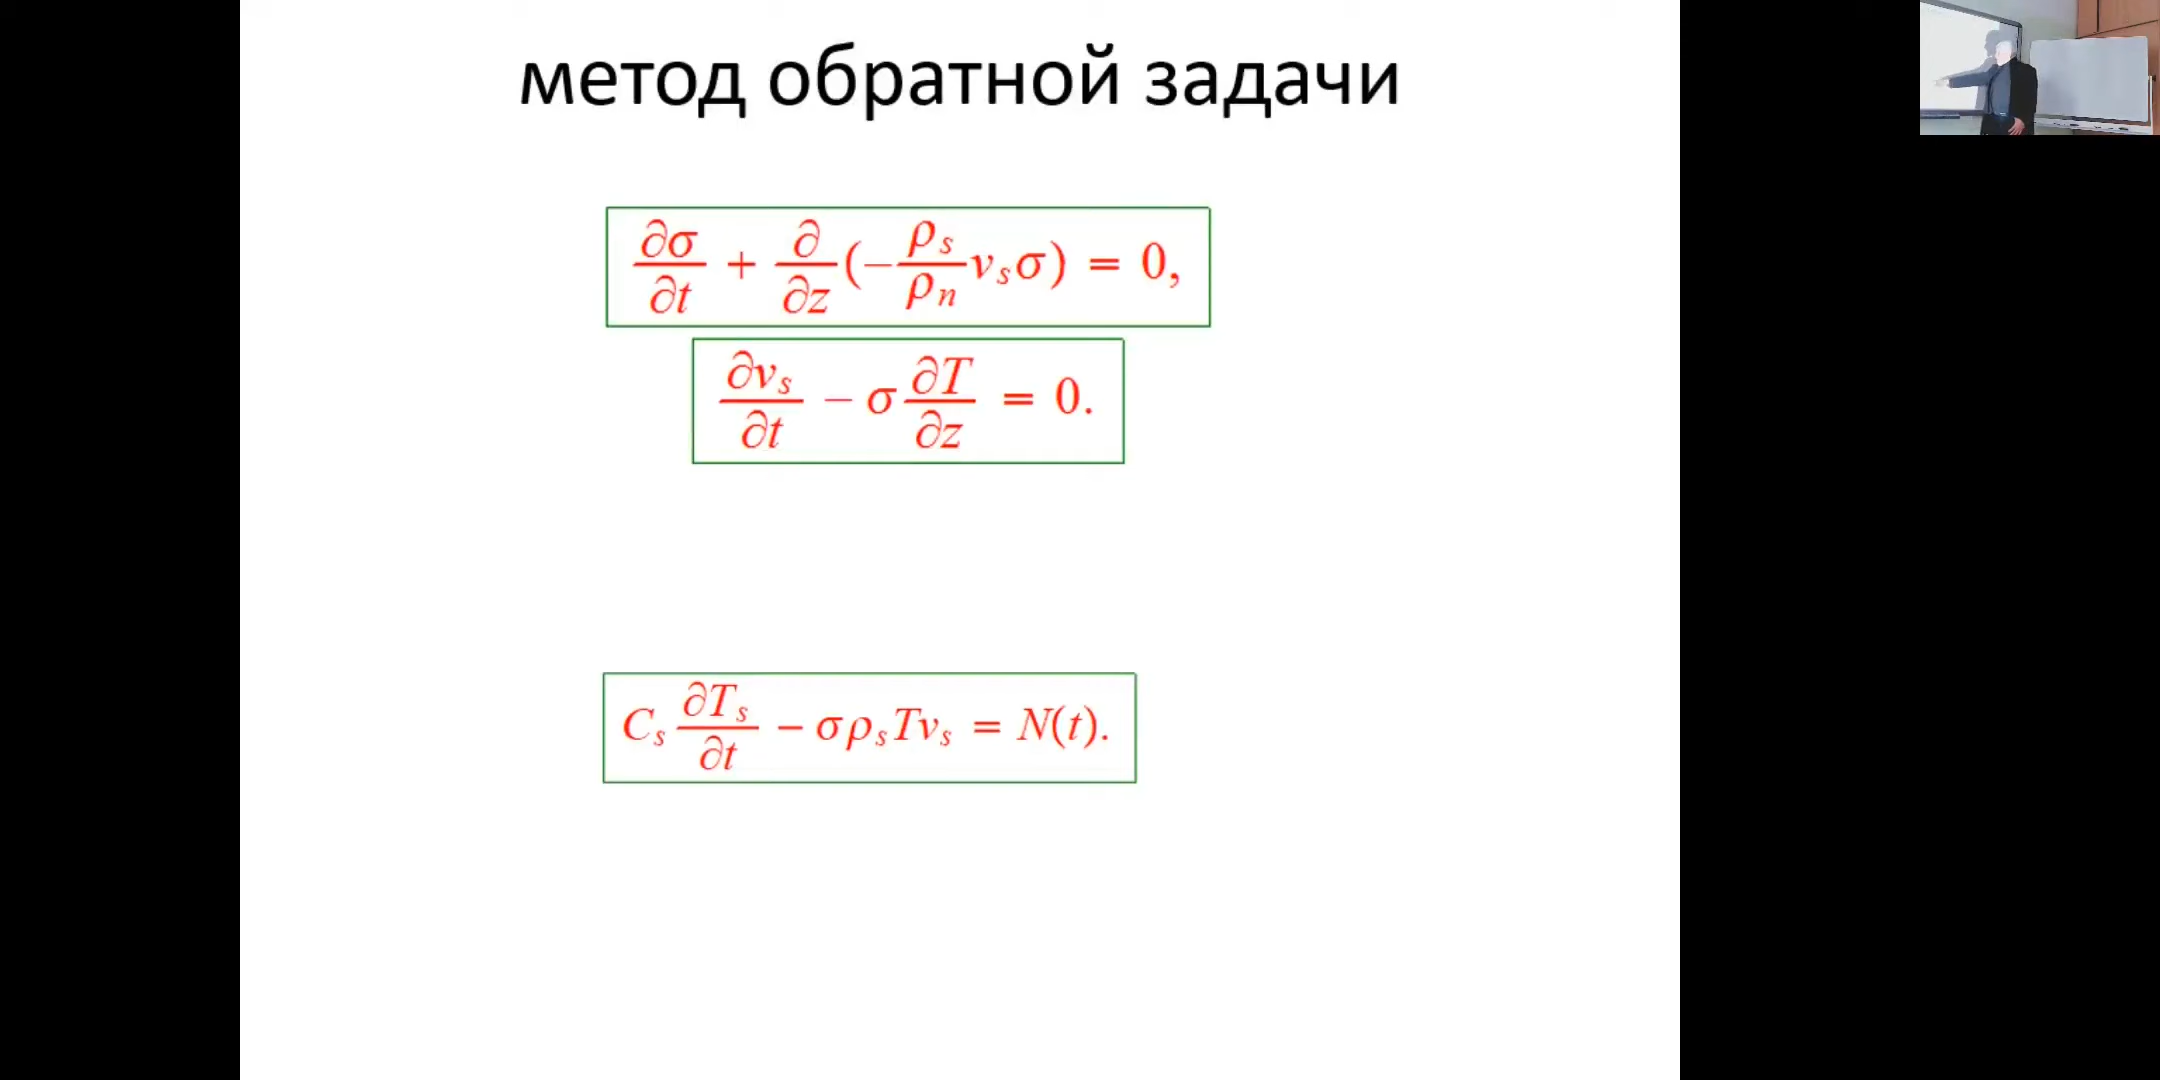 метод обратной задачи
∂σ/∂t + ∂/∂z(−ρₛ/ρₙ vₛσ) = 0,
∂vₛ/∂t − σ ∂T/∂z = 0.
Cₛ ∂Tₛ/∂t − σρₛTvₛ = N(t).